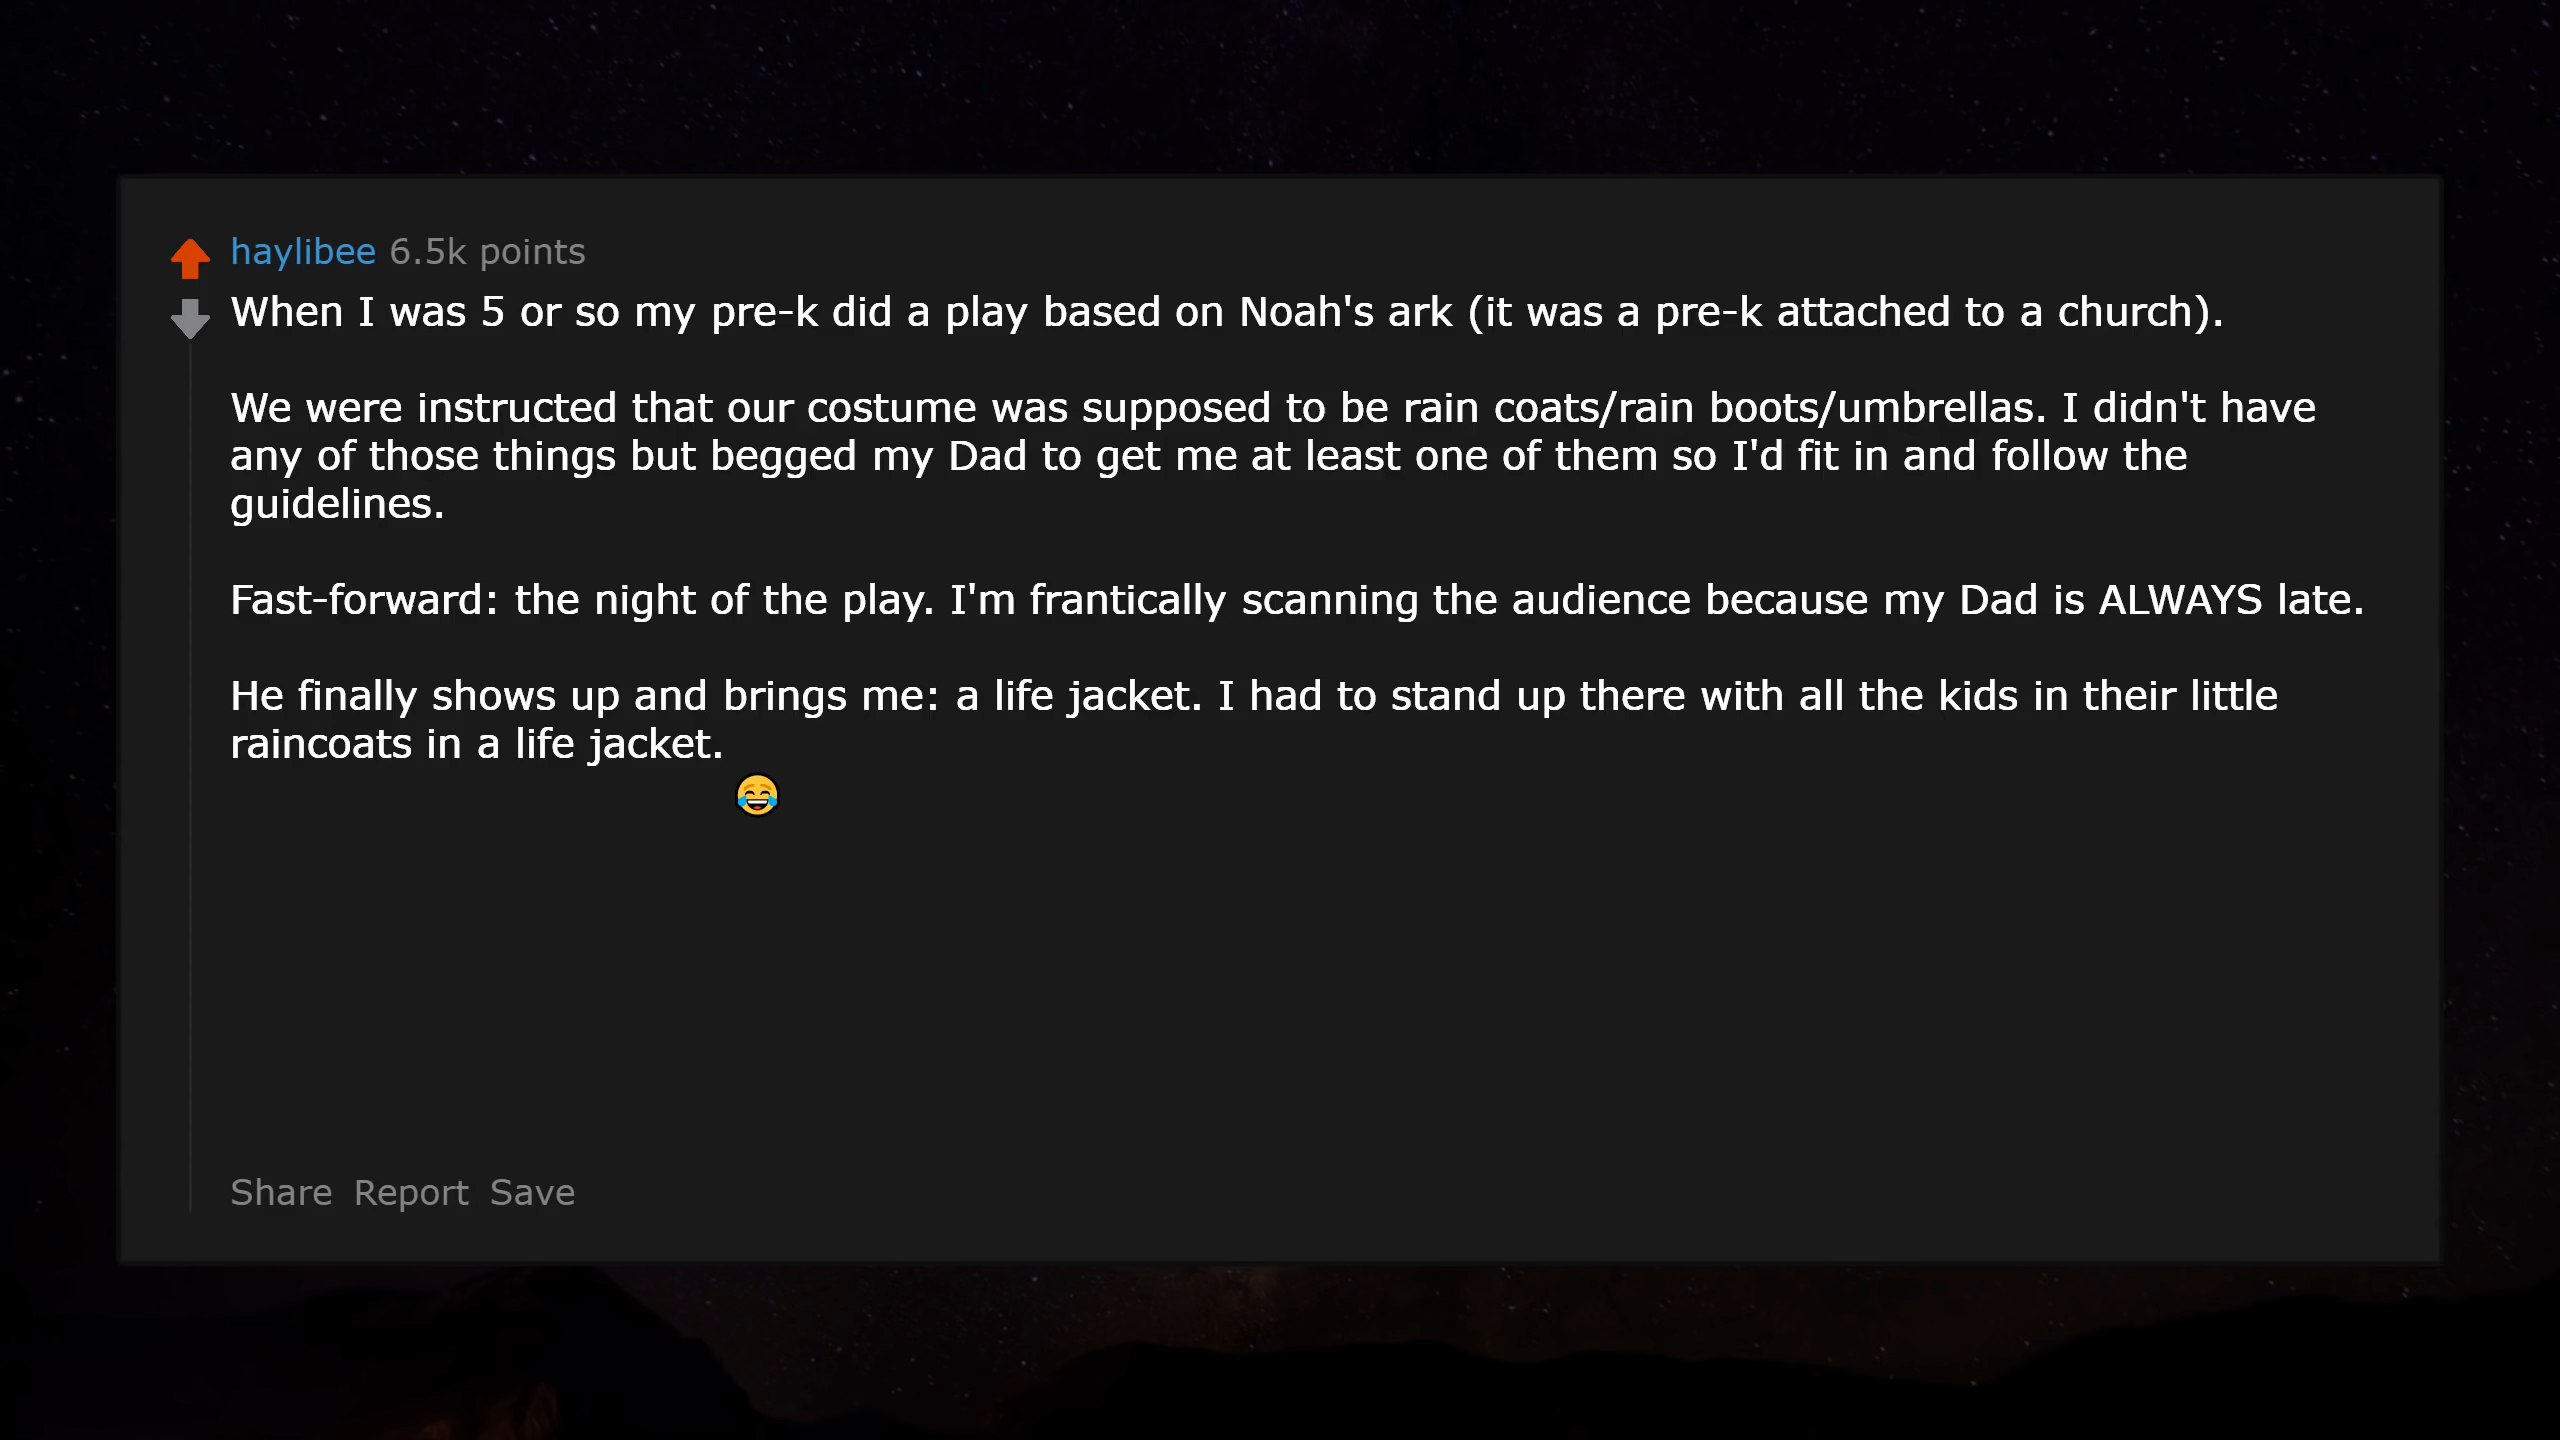 haylibee 6.5k points
When I was 5 or so my pre-k did a play based on Noah's ark (it was a pre-k attached to a church).
We were instructed that our costume was supposed to be rain coats/rain boots/umbrellas. I didn't have
any of those things but begged my Dad to get me at least one of them so I'd fit in and follow the
guidelines.
Fast-forward: the night of the play. I'm frantically scanning the audience because my Dad is ALWAYS late.
He finally shows up and brings me: a life jacket. I had to stand up there with all the kids in their little
raincoats in a life jacket.
😂
Share Report Save